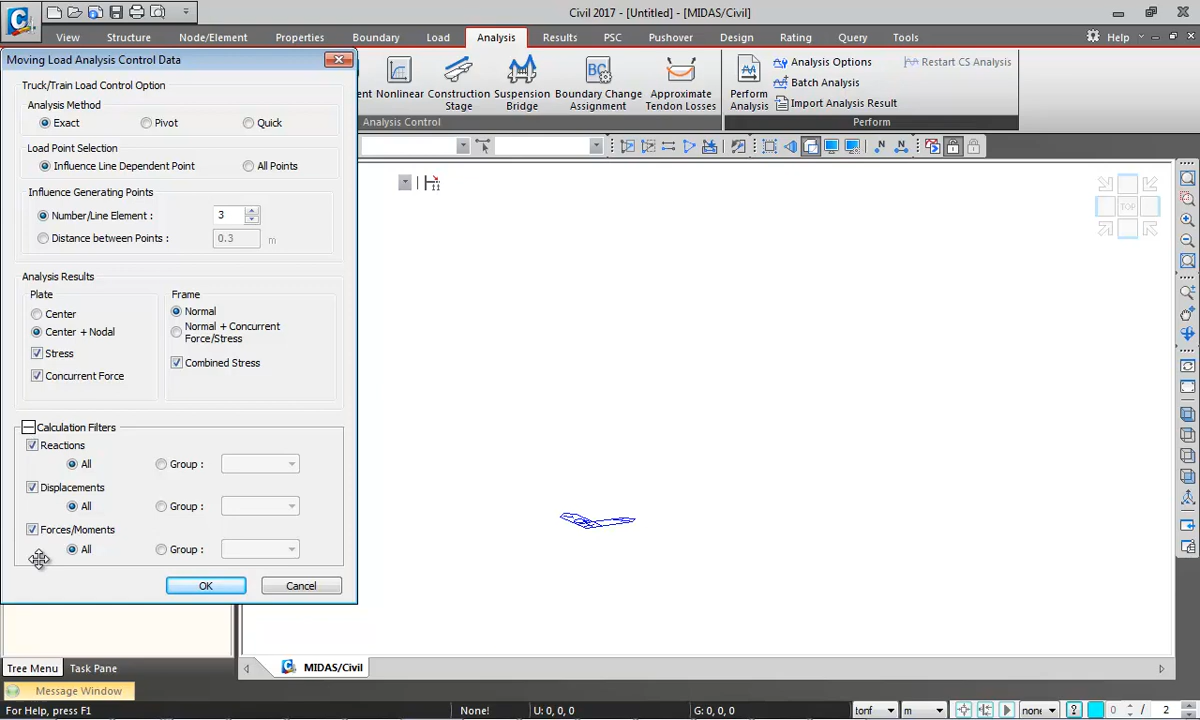 Civil 2017 - [Untitled] - [MIDAS/Civil]
View Structure Node/Element Properties Boundary Load Analysis Results PSC Pushover Design Rating Query Tools Help
Moving Load Analysis Control Data
Truck/Train Load Control Option
Analysis Method
Exact Pivot Quick
Load Point Selection
Influence Line Dependent Point All Points
Influence Generating Points
Number/Line Element : 3
Distance between Points : 0.3 m
Analysis Results
Plate
Center
Center + Nodal
Stress
Concurrent Force
Frame
Normal
Normal + Concurrent
Force/Stress
Combined Stress
Calculation Filters
Reactions
All Group :
Displacements
All Group :
Forces/Moments
All Group :
OK Cancel
Nonlinear
Construction
Stage
Suspension
Bridge
Boundary Change
Assignment
Approximate
Tendon Losses
Analysis Control
Perform
Analysis
Analysis Options
Batch Analysis
Import Analysis Result
Restart CS Analysis
Perform
TOP
Tree Menu Task Pane
MIDAS/Civil
Message Window
For Help, press F1 None! U: 0, 0, 0 G: 0, 0, 0 tonf m none ? 0 / 2